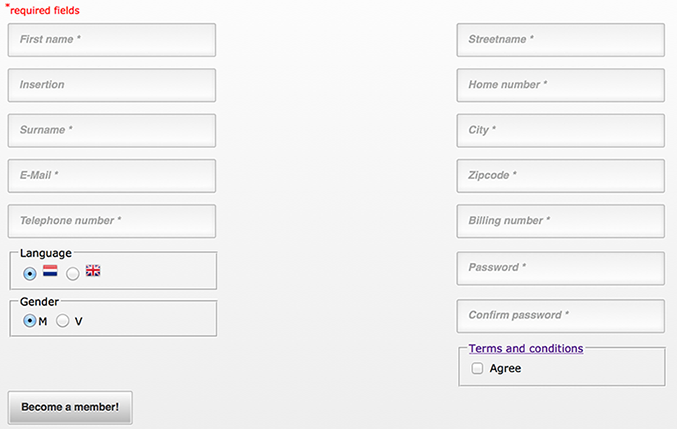 *required fields
First name *
Insertion
Surname *
E-Mail *
Telephone number *
Language
Gender
M V
Become a member!
Streetname *
Home number *
City *
Zipcode *
Billing number *
Password *
Confirm password *
Terms and conditions
Agree